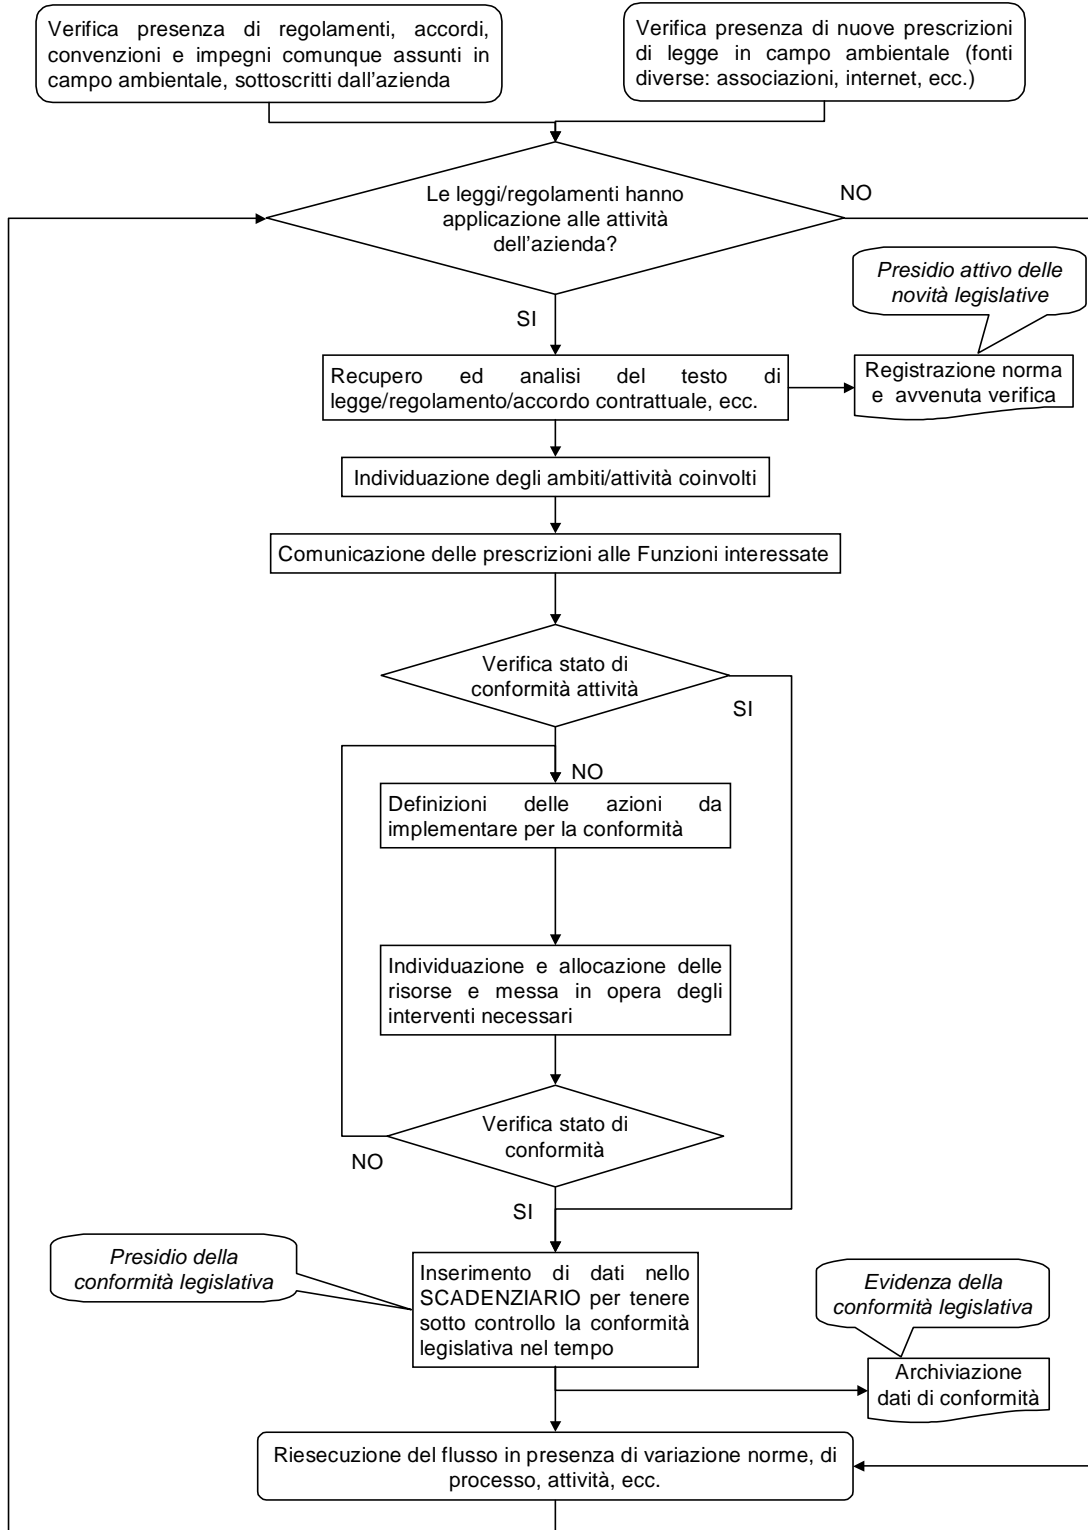 Verifica presenza di regolamenti, accordi,
convenzioni e impegni comunque assunti in
campo ambientale, sottoscritti dall'azienda
Verifica presenza di nuove prescrizioni
di legge in campo ambientale (fonti
diverse: associazioni, internet, ecc.)
Le leggi/regolamenti hanno
applicazione alle attività
dell'azienda?
NO
Presidio attivo delle
novità legislative
SI
Recupero ed analisi del testo di
legge/regolamento/accordo contrattuale, ecc.
Registrazione norma
e avvenuta verifica
Individuazione degli ambiti/attività coinvolti
Comunicazione delle prescrizioni alle Funzioni interessate
Verifica stato di
conformità attività
SI
NO
Definizioni delle azioni da
implementare per la conformità
Individuazione e allocazione delle
risorse e messa in opera degli
interventi necessari
Verifica stato di
conformità
NO
SI
Presidio della
conformità legislativa
Inserimento di dati nello
SCADENZIARIO per tenere
sotto controllo la conformità
legislativa nel tempo
Evidenza della
conformità legislativa
Archiviazione
dati di conformità
Riesecuzione del flusso in presenza di variazione norme, di
processo, attività, ecc.